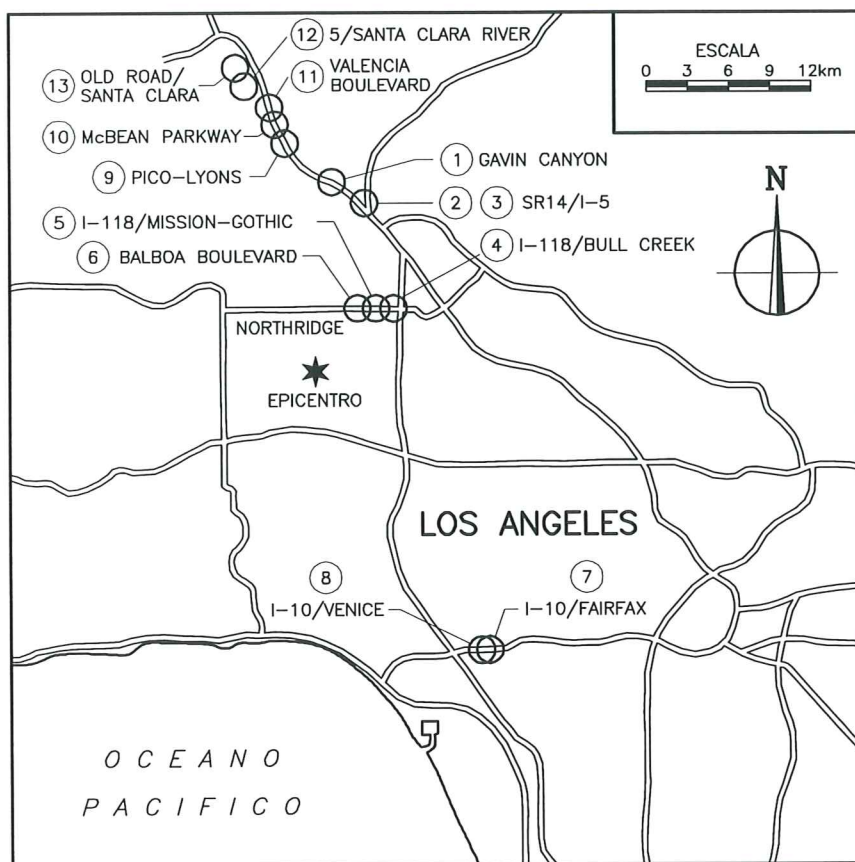 12 5/SANTA CLARA RIVER
13 OLD ROAD/
SANTA CLARA
11 VALENCIA
BOULEVARD
10 McBEAN PARKWAY
9 PICO-LYONS
ESCALA
0 3 6 9 12km
1 GAVIN CANYON
2 3 SR14/I-5
N
5 I-118/MISSION-GOTHIC
6 BALBOA BOULEVARD
4 I-118/BULL CREEK
NORTHRIDGE
EPICENTRO
LOS ANGELES
8
I-10/VENICE
7
I-10/FAIRFAX
OCEANO
PACIFICO